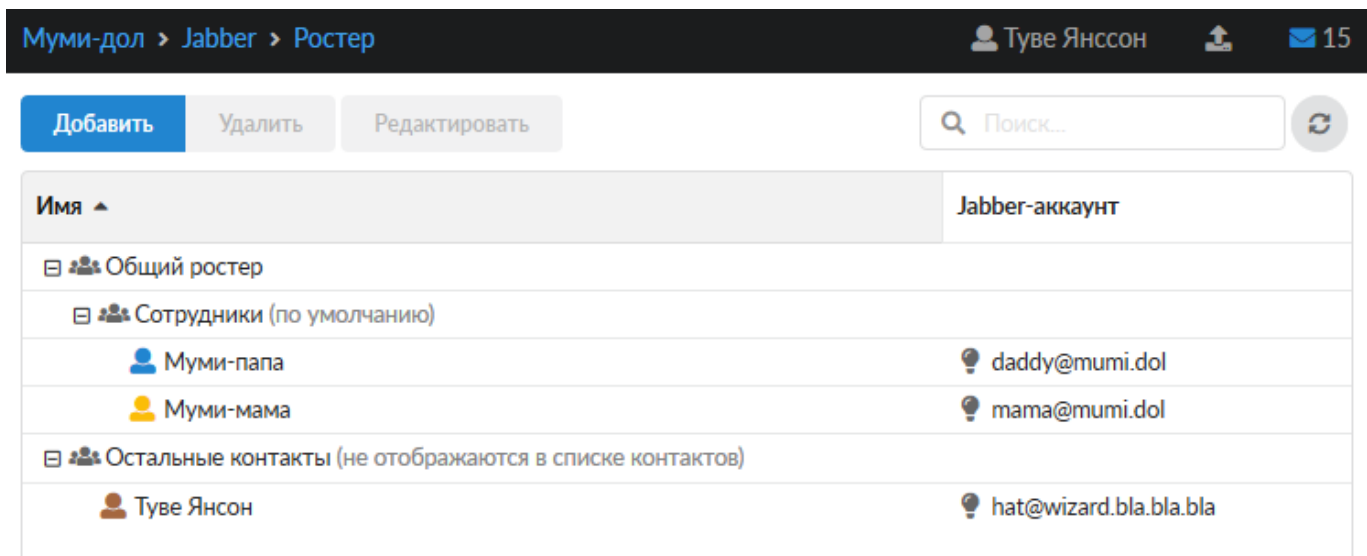 Муми-дол > Jabber > Ростер Туве Янссон 15
Добавить Удалить Редактировать Поиск...
Имя Jabber-аккаунт
Общий ростер
Сотрудники (по умолчанию)
Муми-папа daddy@mumi.dol
Муми-мама mama@mumi.dol
Остальные контакты (не отображаются в списке контактов)
Туве Янсон hat@wizard.bla.bla.bla